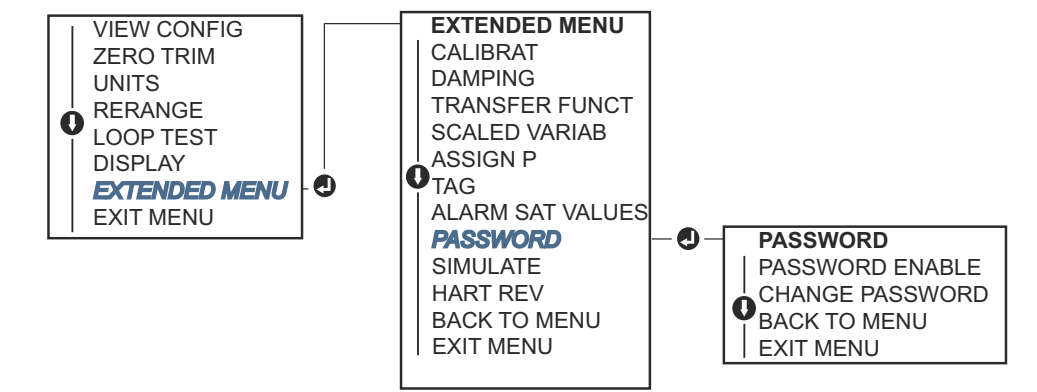 VIEW CONFIG
ZERO TRIM
UNITS
RERANGE
LOOP TEST
DISPLAY
EXTENDED MENU
EXIT MENU
EXTENDED MENU
CALIBRAT
DAMPING
TRANSFER FUNCT
SCALED VARIAB
ASSIGN P
TAG
ALARM SAT VALUES
PASSWORD
SIMULATE
HART REV
BACK TO MENU
EXIT MENU
PASSWORD
PASSWORD ENABLE
CHANGE PASSWORD
BACK TO MENU
EXIT MENU